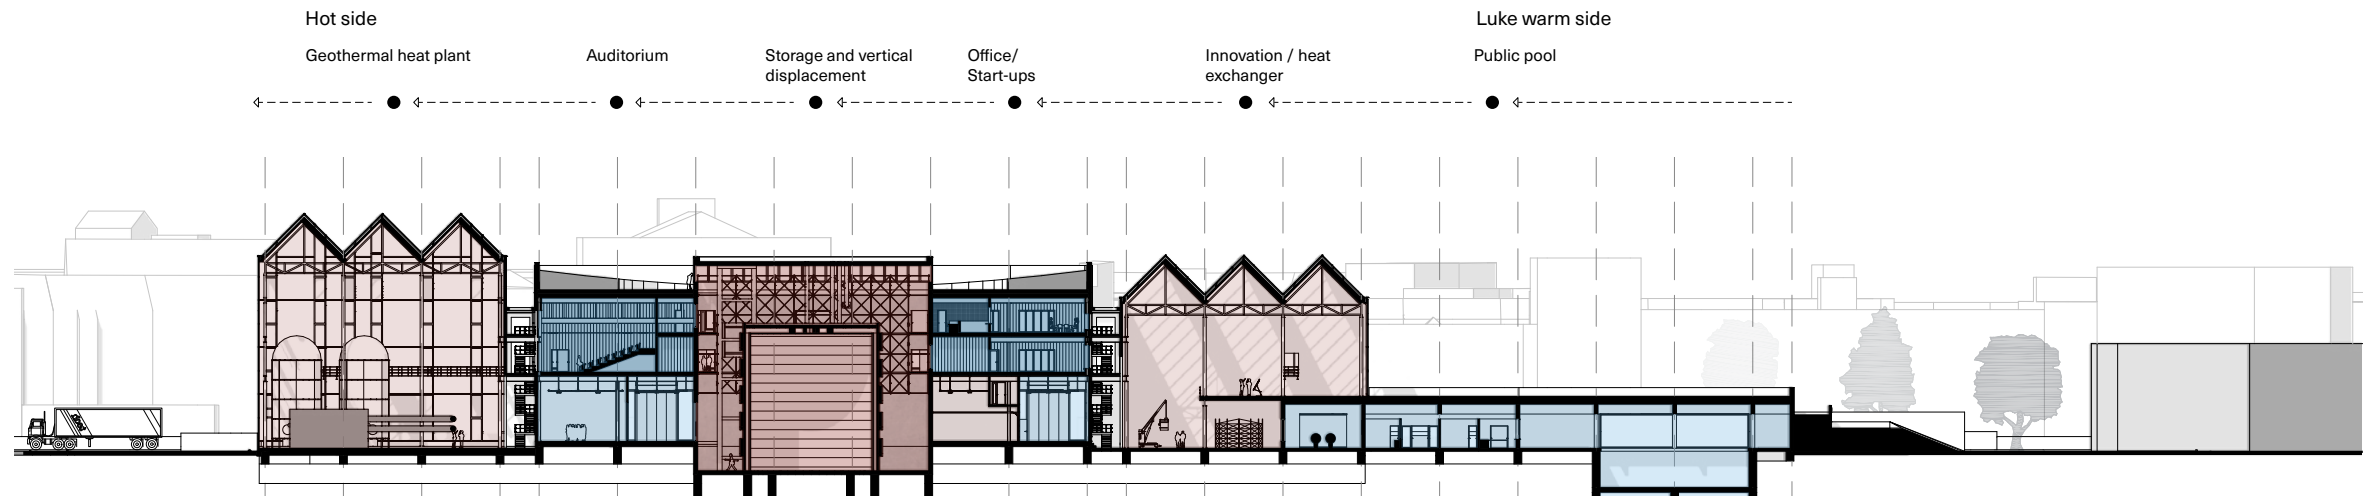 Hot side
Luke warm side
Geothermal heat plant
Auditorium
Storage and vertical
displacement
Office/
Start-ups
Innovation / heat
exchanger
Public pool